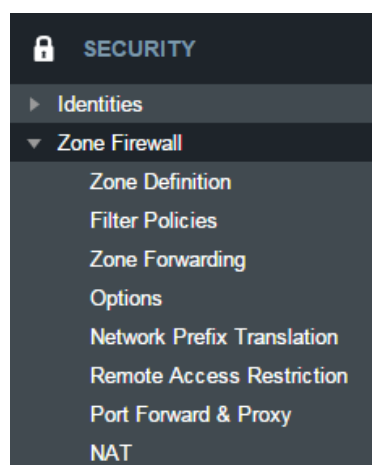 SECURITY
Identities
Zone Firewall
Zone Definition
Filter Policies
Zone Forwarding
Options
Network Prefix Translation
Remote Access Restriction
Port Forward & Proxy
NAT